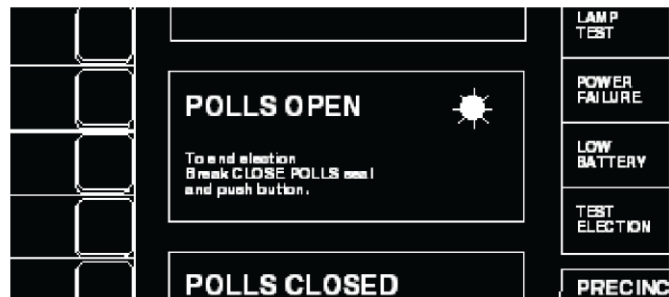 POLLS OPEN
To end election
Break CLOSE POLLS seal
and push button.
POLLS CLOSED
LAMP
TEST
POWER
FAILURE
LOW
BATTERY
TEST
ELECTION
PRECINC